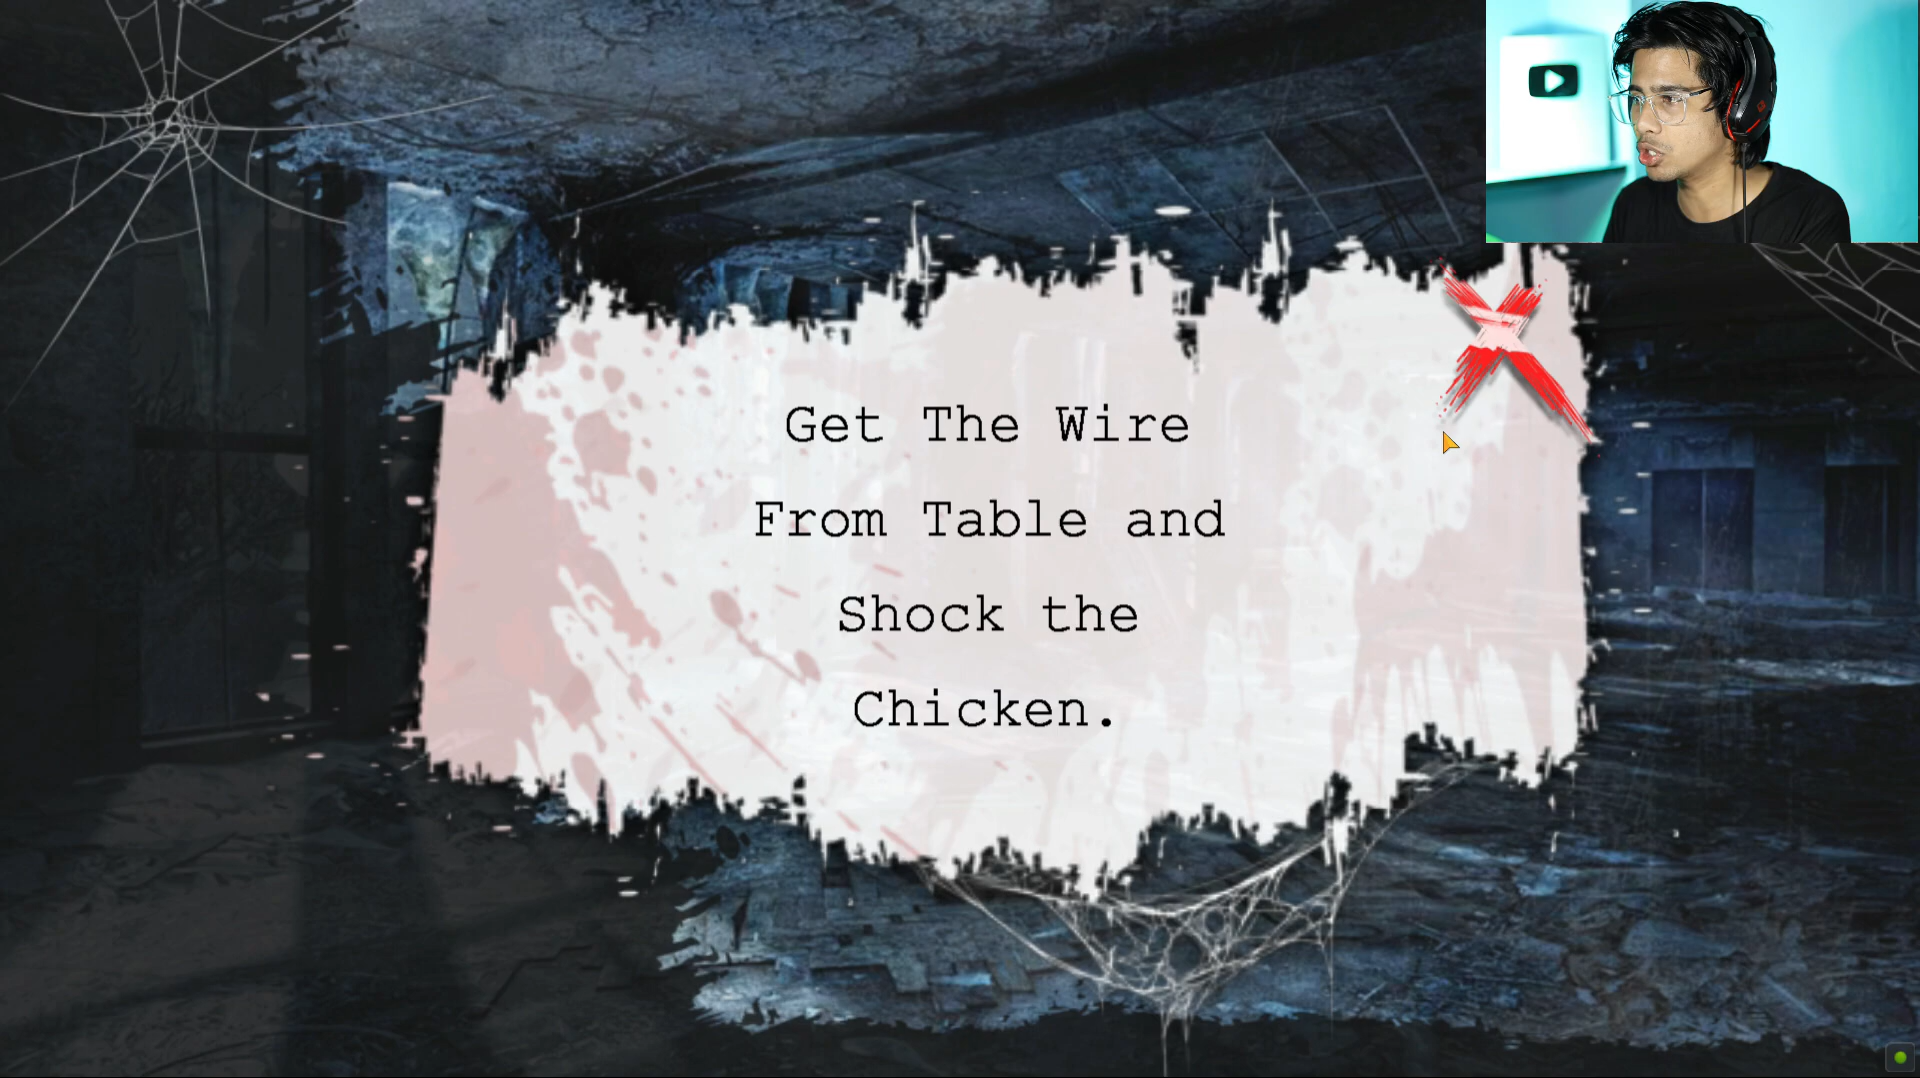 Get The Wire
From Table and
Shock the
Chicken.